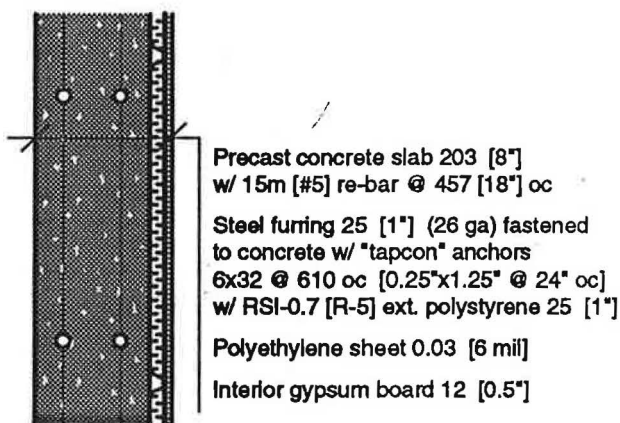 Precast concrete slab 203 [8"]
w/ 15m [#5] re-bar @ 457 [18"] oc
Steel furring 25 [1"] (26 ga) fastened
to concrete w/ "tapcon" anchors
6x32 @ 610 oc [0.25"x1.25" @ 24" oc]
w/ RSI-0.7 [R-5] ext. polystyrene 25 [1"]
Polyethylene sheet 0.03 [6 mil]
Interior gypsum board 12 [0.5"]